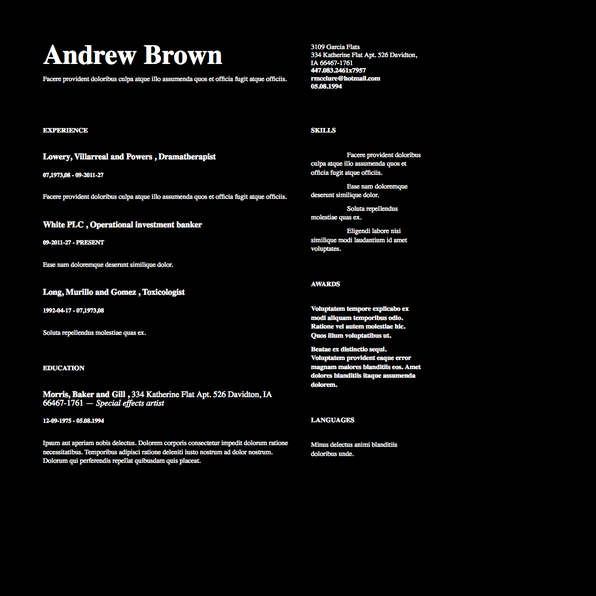 Andrew Brown
Facere provident doloribus culpa atque illo assumenda quos et officia fugit atque officiis.
3109 Garcia Flats
334 Katherine Flat Apt. 526 Davidton,
IA 66467-1761
447.083.2461x7957
rmcclure@hotmail.com
05.08.1994
EXPERIENCE
Lowery, Villarreal and Powers , Dramatherapist
07,1973,08 - 09-2011-27
Facere provident doloribus culpa atque illo assumenda quos et officia fugit atque officiis.
White PLC , Operational investment banker
09-2011-27 - PRESENT
Esse nam doloremque deserunt similique dolor.
Long, Murillo and Gomez , Toxicologist
1992-04-17 - 07,1973,08
Soluta repellendus molestiae quas ex.
EDUCATION
Morris, Baker and Gill , 334 Katherine Flat Apt. 526 Davidton, IA
66467-1761 — Special effects artist
12-09-1975 - 05.08.1994
Ipsum aut aperiam nobis delectus. Dolorem corporis consectetur impedit dolorum ratione
necessitatibus. Temporibus adipisci ratione deleniti iusto nostrum ad dolor nostrum.
Dolorum qui perferendis repellat quibusdam quis placeat.
SKILLS
Facere provident doloribus
culpa atque illo assumenda quos et
officia fugit atque officiis.
Esse nam doloremque
deserunt similique dolor.
Soluta repellendus
molestiae quas ex.
Eligendi labore nisi
similique modi laudantium id amet
voluptates.
AWARDS
Voluptatem tempore explicabo ex
modi aliquam temporibus odio.
Ratione vel autem molestiae hic.
Quos illum voluptatibus ut.
Beatae ex distinctio sequi.
Voluptatem provident eaque error
magnam maiores blanditiis eos. Amet
dolores blanditiis itaque assumenda
dolorem.
LANGUAGES
Minus delectus animi blanditiis
doloribus unde.